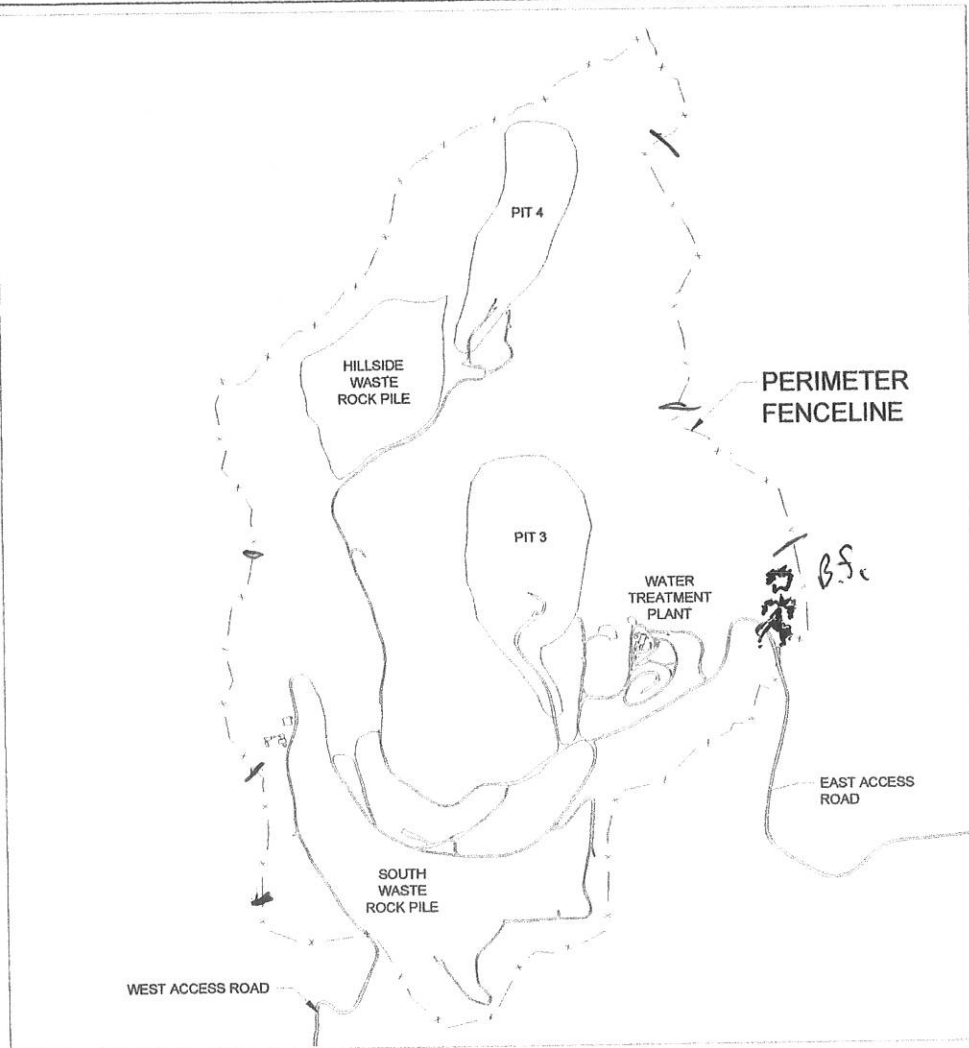 PIT 4
HILLSIDE
WASTE
ROCK PILE
PERIMETER
FENCELINE
PIT 3
WATER
TREATMENT
PLANT
EAST ACCESS
ROAD
SOUTH
WASTE
ROCK PILE
WEST ACCESS ROAD